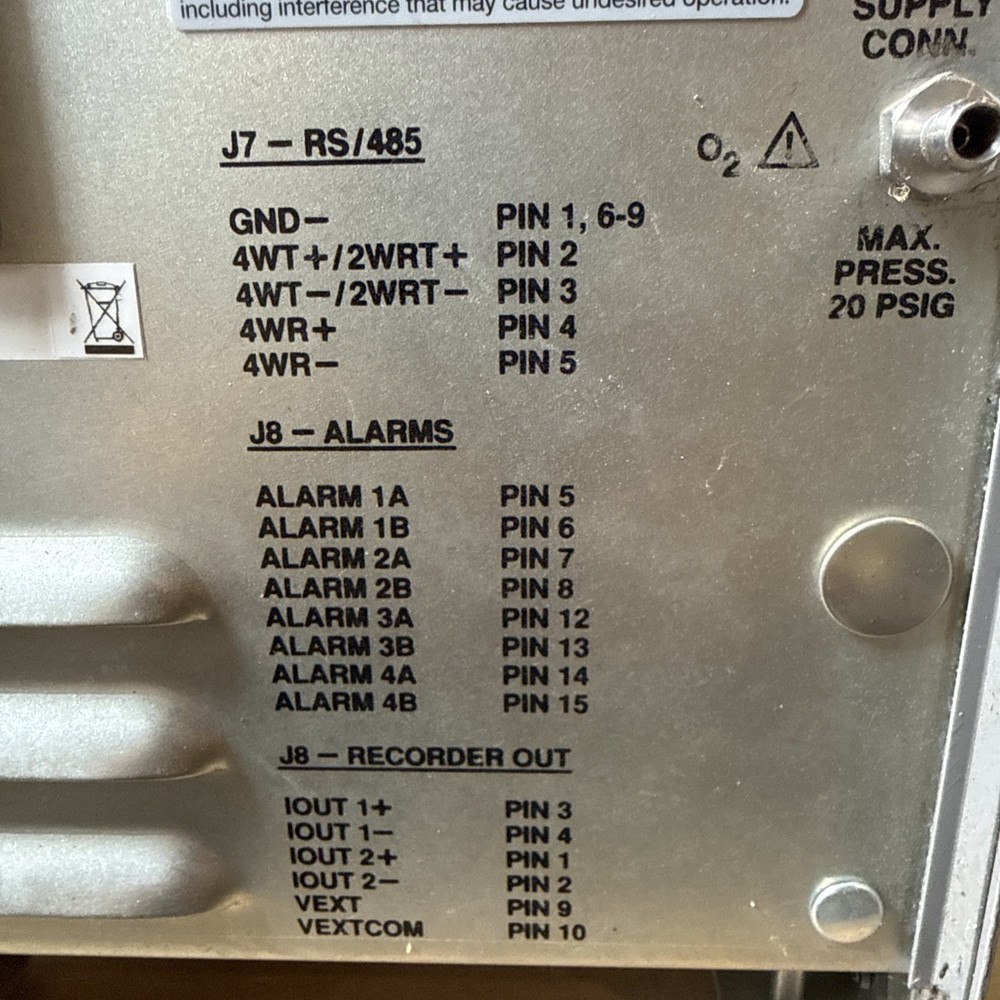 including interference that may cause undesired operation.
SUPPLY
CONN.
J7 – RS/485
O2
GND– PIN 1, 6-9
4WT+/2WRT+ PIN 2
4WT–/2WRT– PIN 3
4WR+ PIN 4
4WR– PIN 5
MAX.
PRESS.
20 PSIG
J8 – ALARMS
ALARM 1A PIN 5
ALARM 1B PIN 6
ALARM 2A PIN 7
ALARM 2B PIN 8
ALARM 3A PIN 12
ALARM 3B PIN 13
ALARM 4A PIN 14
ALARM 4B PIN 15
J8 – RECORDER OUT
IOUT 1+ PIN 3
IOUT 1– PIN 4
IOUT 2+ PIN 1
IOUT 2– PIN 2
VEXT PIN 9
VEXTCOM PIN 10